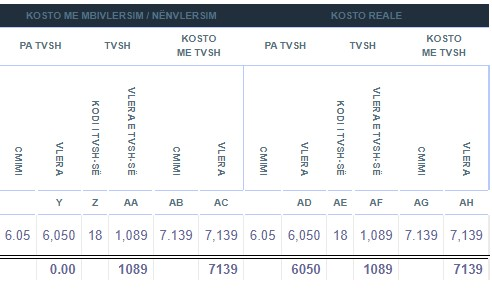 KOSTO ME MBIVLERSIM / NËNVLERSIM KOSTO REALE
PA TVSH TVSH KOSTO ME TVSH PA TVSH TVSH KOSTO ME TVSH
CMIMI VLERA KODI I TVSH-SË VLERA E TVSH-SË CMIMI VLERA CMIMI VLERA KODI I TVSH-SË VLERA E TVSH-SË CMIMI VLERA
Y Z AA AB AC AD AE AF AG AH
6.05 6,050 18 1,089 7.139 7,139 6.05 6,050 18 1,089 7.139 7,139
0.00 1089 7139 6050 1089 7139